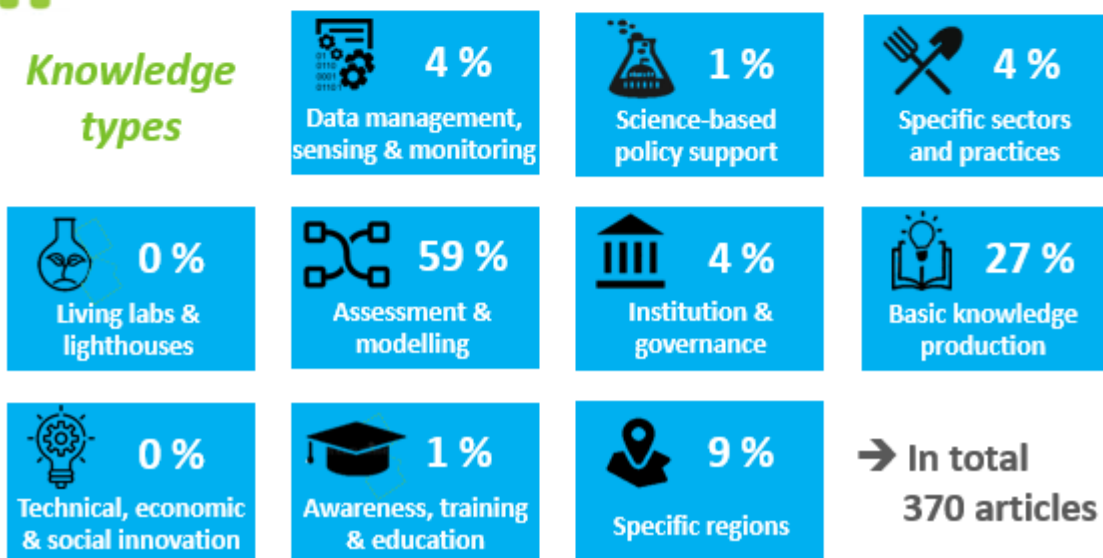 Knowledge
types
4 %
Data management,
sensing & monitoring
1 %
Science-based
policy support
4 %
Specific sectors
and practices
0 %
Living labs &
lighthouses
59 %
Assessment &
modelling
4 %
Institution &
governance
27 %
Basic knowledge
production
0 %
Technical, economic
& social innovation
1 %
Awareness, training
& education
9 %
Specific regions
➔ In total
370 articles